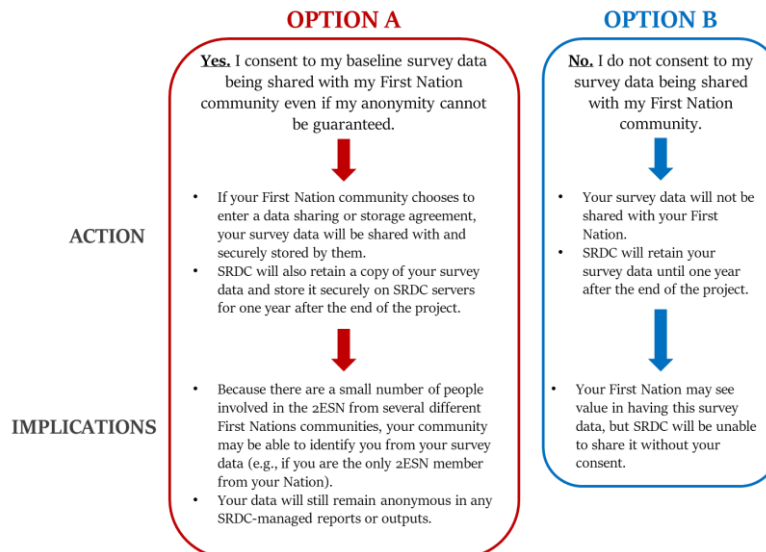 OPTION A
Yes. I consent to my baseline survey data
being shared with my First Nation
community even if my anonymity cannot
be guaranteed.
OPTION B
No. I do not consent to my
survey data being shared
with my First Nation
community.
ACTION
• If your First Nation community chooses to
enter a data sharing or storage agreement,
your survey data will be shared with and
securely stored by them.
• SRDC will also retain a copy of your survey
data and store it securely on SRDC servers
for one year after the end of the project.
• Your survey data will not be
shared with your First
Nation.
• SRDC will retain your
survey data until one year
after the end of the project.
IMPLICATIONS
• Because there are a small number of people
involved in the 2ESN from several different
First Nations communities, your community
may be able to identify you from your survey
data (e.g., if you are the only 2ESN member
from your Nation).
• Your data will still remain anonymous in any
SRDC-managed reports or outputs.
• Your First Nation may see
value in having this survey
data, but SRDC will be unable
to share it without your
consent.